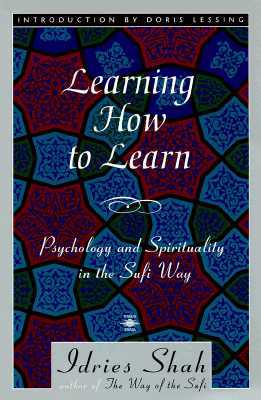 INTRODUCTION BY DORIS LESSING
Learning
How to
to Learn
Psychology and Spirituality
in the Sufi Way
Idries Shah
author of The Way of the Sufi